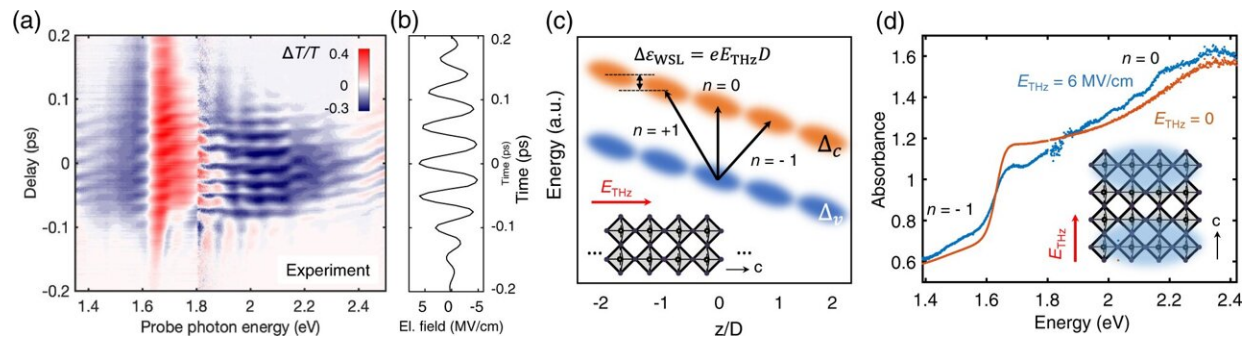 (a)
ΔT/T
0.4
0
-0.3
0.2
0.1
0
-0.1
-0.2
Delay (ps)
Experiment
1.35 1.6 1.8 2.0 2.2 2.4
Probe photon energy (eV)
(b)
0.2
0.1
0
-0.1
-0.2
Time (ps)
Time (ps)
5 0 -5
El. field (MV/cm)
(c)
Δε_WSL = eE_THz D
n = 0
n = +1
n = - 1
Δ_c
Δ_v
E_THz
...
...
c
Energy (a.u.)
-2 -1 0 1 2
z/D
(d)
1.6
1.4
1.2
1.0
0.8
0.6
Absorbance
n = 0
E_THz = 6 MV/cm
E_THz = 0
n = - 1
E_THz
c
1.4 1.6 1.8 2 2.2 2.4
Energy (eV)